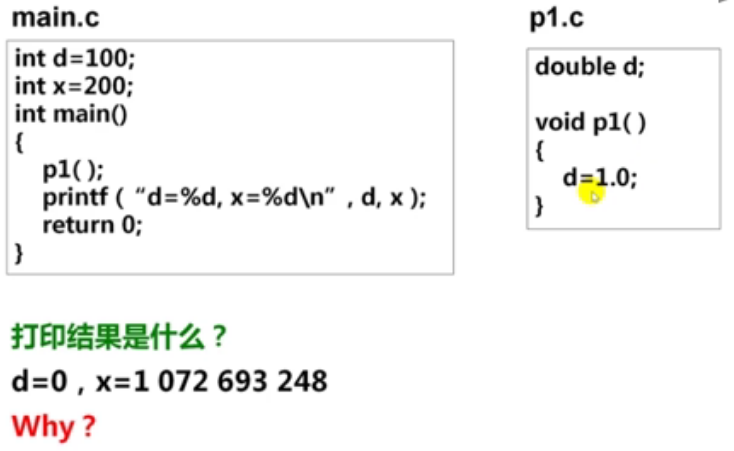 main.c
int d=100;
int x=200;
int main()
{
p1( );
printf ( “d=%d, x=%d\n” , d, x );
return 0;
}
p1.c
double d;
void p1( )
{
d=1.0;
}
打印结果是什么？
d=0，x=1 072 693 248
Why？